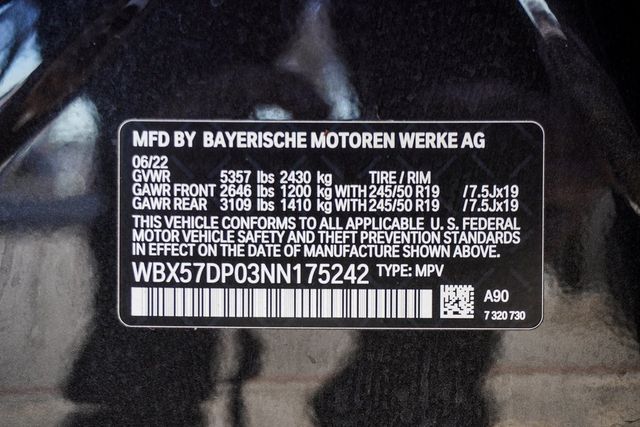 MFD BY BAYERISCHE MOTOREN WERKE AG
06/22
GVWR 5357 lbs 2430 kg TIRE / RIM
GAWR FRONT 2646 lbs 1200 kg WITH 245/50 R19 /7.5Jx19
GAWR REAR 3109 lbs 1410 kg WITH 245/50 R19 /7.5Jx19
THIS VEHICLE CONFORMS TO ALL APPLICABLE U. S. FEDERAL
MOTOR VEHICLE SAFETY AND THEFT PREVENTION STANDARDS
IN EFFECT ON THE DATE OF MANUFACTURE SHOWN ABOVE.
WBX57DP03NN175242 TYPE: MPV
A90
7 320 730